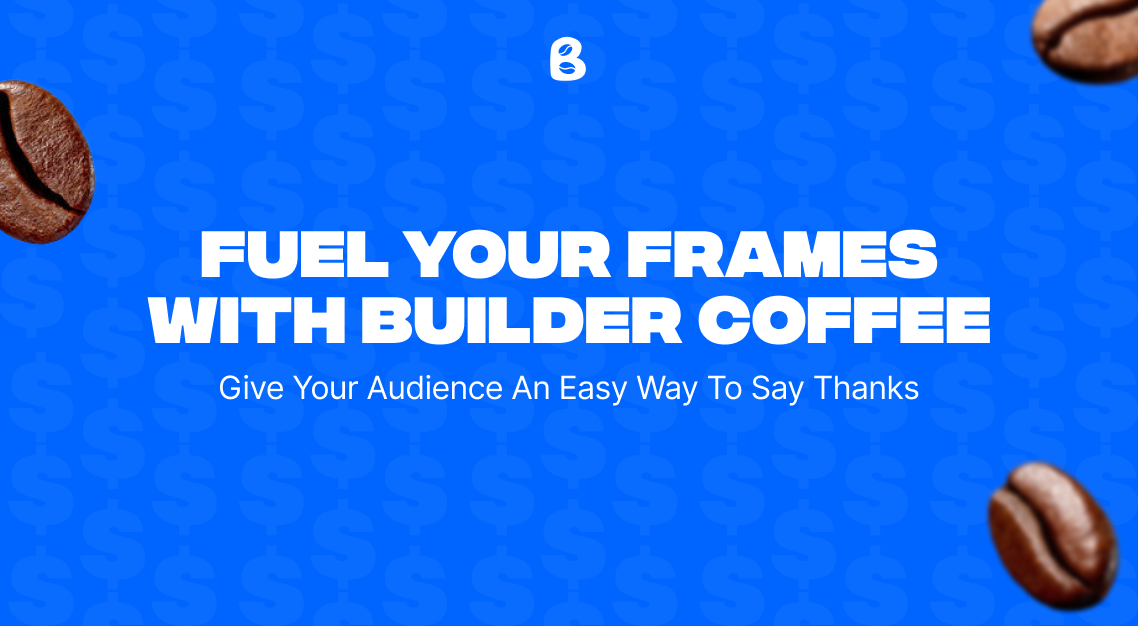 B
FUEL YOUR FRAMES
WITH BUILDER COFFEE
Give Your Audience An Easy Way To Say Thanks